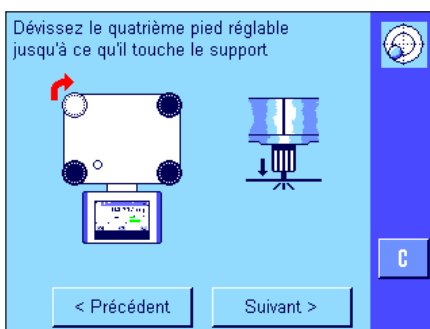 Dévissez le quatrième pied réglable
jusqu'à ce qu'il touche le support
C
< Précédent
Suivant >